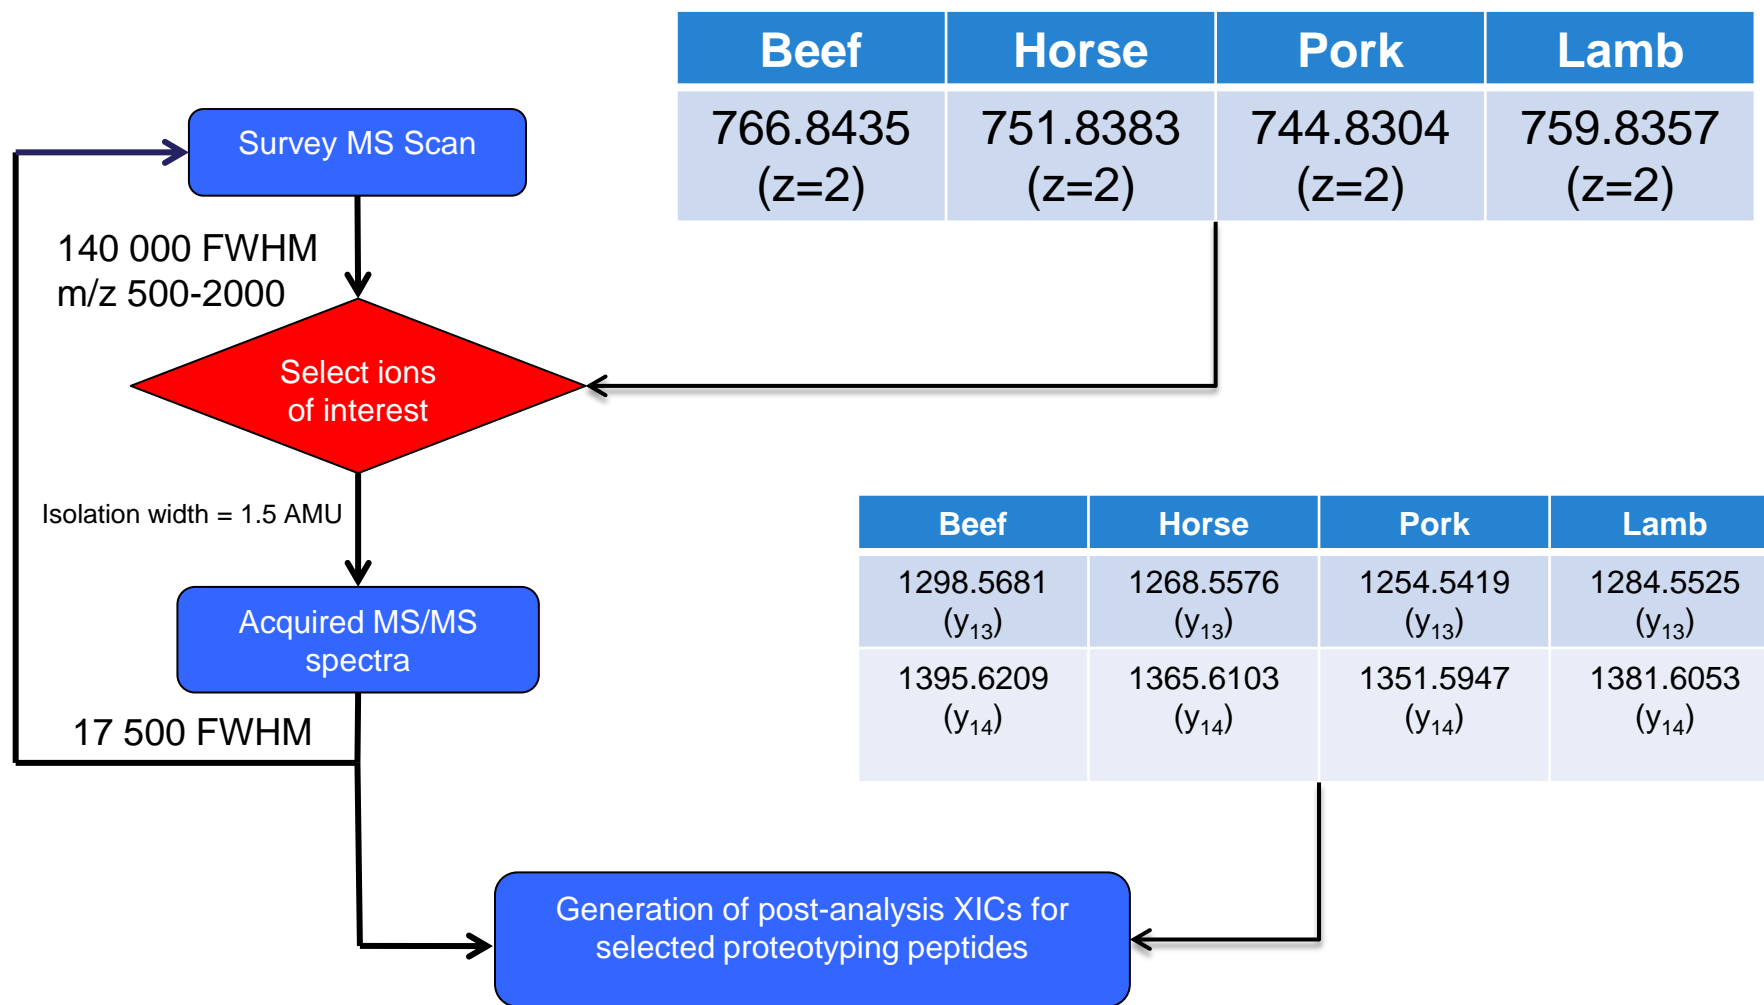 Beef Horse Pork Lamb
766.8435 751.8383 744.8304 759.8357
(z=2) (z=2) (z=2) (z=2)
Survey MS Scan
140 000 FWHM
m/z 500-2000
Select ions
of interest
Isolation width = 1.5 AMU
Acquired MS/MS
spectra
17 500 FWHM
Beef Horse Pork Lamb
1298.5681 1268.5576 1254.5419 1284.5525
(y₁₃) (y₁₃) (y₁₃) (y₁₃)
1395.6209 1365.6103 1351.5947 1381.6053
(y₁₄) (y₁₄) (y₁₄) (y₁₄)
Generation of post-analysis XICs for
selected proteotyping peptides